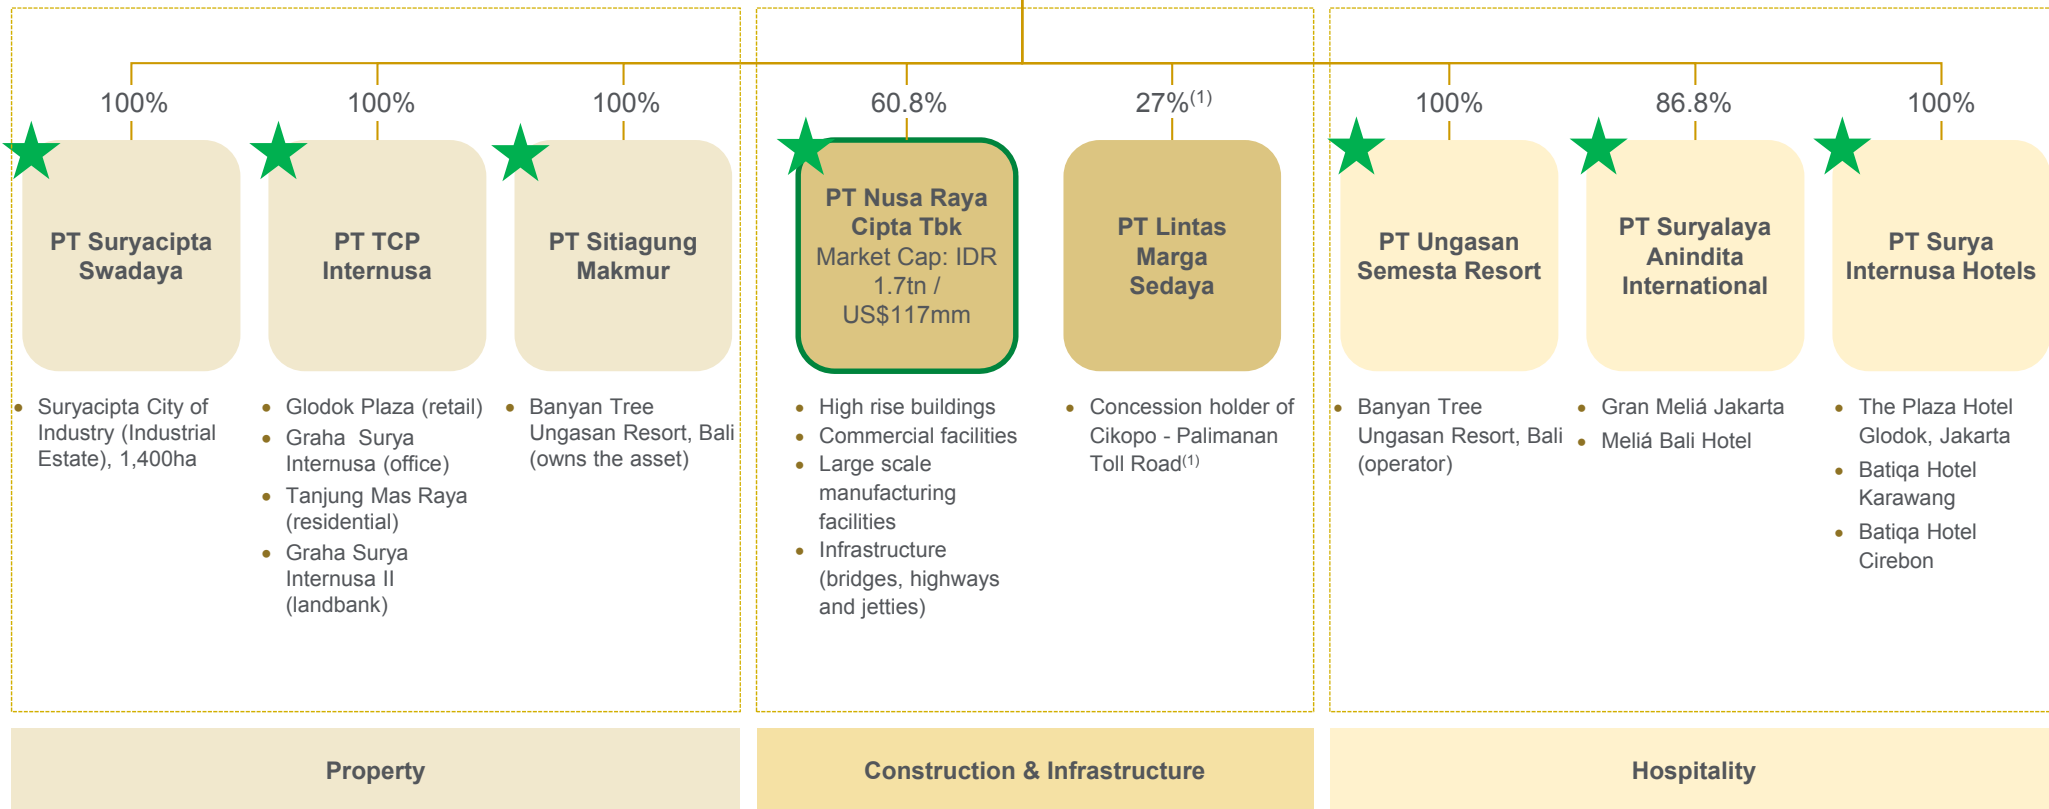 100%
100%
100%
60.8%
27%(1)
100%
86.8%
100%
PT Suryacipta
Swadaya
PT TCP
Internusa
PT Sitiagung
Makmur
PT Nusa Raya
Cipta Tbk
Market Cap: IDR
1.7tn /
US$117mm
PT Lintas
Marga
Sedaya
PT Ungasan
Semesta Resort
PT Suryalaya
Anindita
International
PT Surya
Internusa Hotels
• Suryacipta City of
Industry (Industrial
Estate), 1,400ha
• Glodok Plaza (retail)
• Graha Surya
Internusa (office)
• Tanjung Mas Raya
(residential)
• Graha Surya
Internusa II
(landbank)
• Banyan Tree
Ungasan Resort, Bali
(owns the asset)
• High rise buildings
• Commercial facilities
• Large scale
manufacturing
facilities
• Infrastructure
(bridges, highways
and jetties)
• Concession holder of
Cikopo - Palimanan
Toll Road(1)
• Banyan Tree
Ungasan Resort, Bali
(operator)
• Gran Meliá Jakarta
• Meliá Bali Hotel
• The Plaza Hotel
Glodok, Jakarta
• Batiqa Hotel
Karawang
• Batiqa Hotel
Cirebon
Property
Construction & Infrastructure
Hospitality